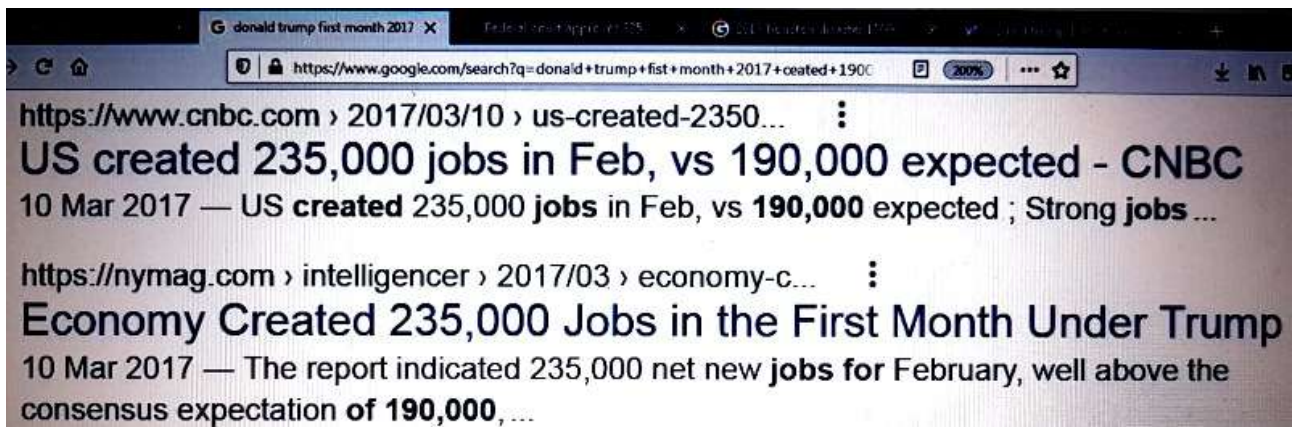 donald trump first month 2017
https://www.google.com/search?q=donald+trump+fist+month+2017+ceated+1900
200%
https://www.cnbc.com › 2017/03/10 › us-created-2350...
US created 235,000 jobs in Feb, vs 190,000 expected - CNBC
10 Mar 2017 — US created 235,000 jobs in Feb, vs 190,000 expected ; Strong jobs ...
https://nymag.com › intelligencer › 2017/03 › economy-c...
Economy Created 235,000 Jobs in the First Month Under Trump
10 Mar 2017 — The report indicated 235,000 net new jobs for February, well above the
consensus expectation of 190,000, ...